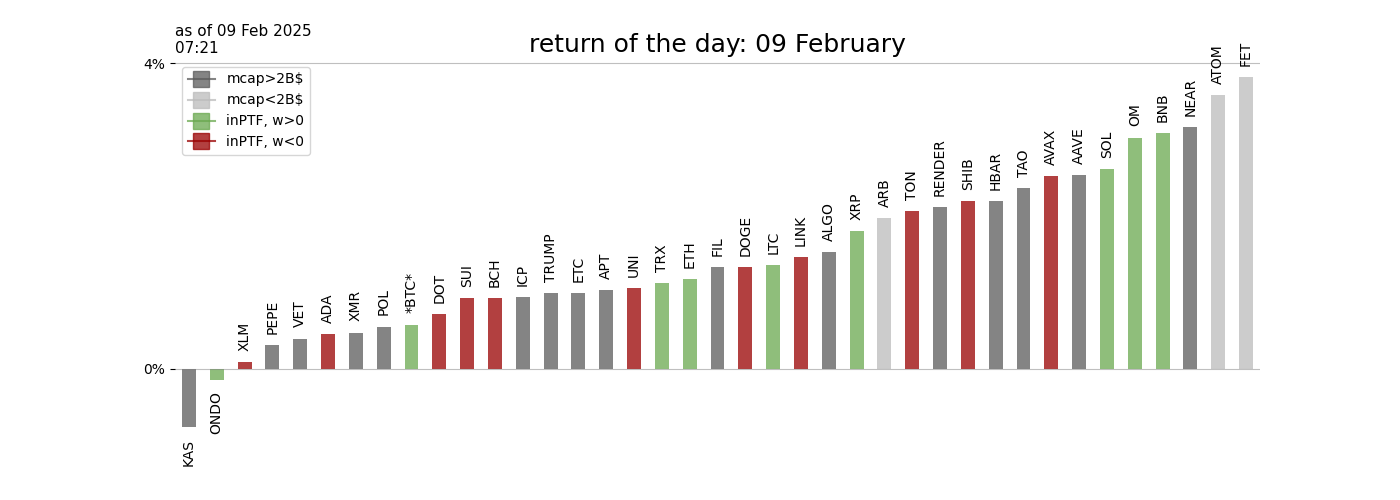 as of 09 Feb 2025
07:21
return of the day: 09 February
4%
0%
mcap>2B$
mcap<2B$
inPTF, w>0
inPTF, w<0
KAS
ONDO
XLM
PEPE
VET
ADA
XMR
POL
*BTC*
DOT
SUI
BCH
ICP
TRUMP
ETC
APT
UNI
TRX
ETH
FIL
DOGE
LTC
LINK
ALGO
XRP
ARB
TON
RENDER
SHIB
HBAR
TAO
AVAX
AAVE
SOL
OM
BNB
NEAR
ATOM
FET